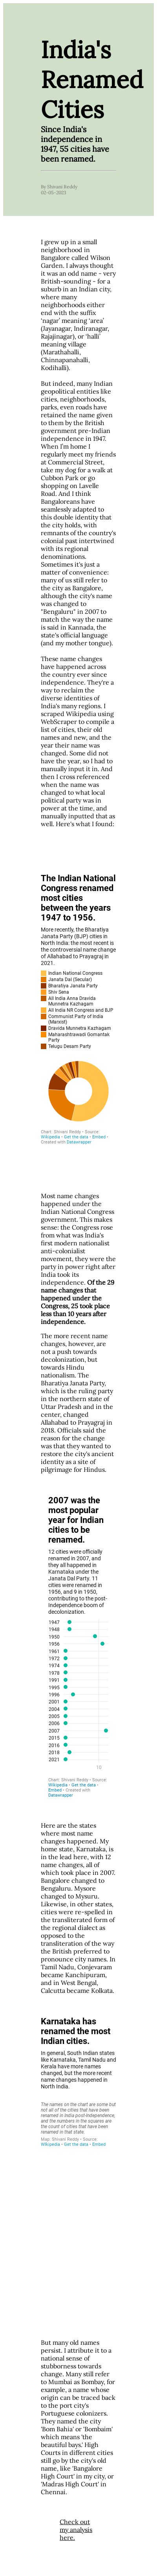 India's
Renamed
Cities
Since India's
independence in
1947, 55 cities have
been renamed.
By Shivani Reddy
02-05-2021
I grew up in a small
neighborhood in
Bangalore called Wilson
Garden. I always thought
it was an odd name - very
British-sounding - for a
suburb in an Indian city,
where many
neighborhoods either
end with the suffix
'nagar' meaning 'area'
(Jayanagar, Indiranagar,
Rajajinagar), or 'halli'
meaning village
(Marathahalli,
Chinnapanahalli,
Kodihalli).
But indeed, many Indian
geopolitical entities like
cities, neighborhoods,
parks, even roads have
retained the name given
to them by the British
government pre-Indian
independence in 1947.
When I'm home I
regularly meet my friends
at Commercial Street,
take my dog for a walk at
Cubbon Park or go
shopping on Lavelle
Road. And I think
Bangaloreans have
seamlessly adapted to
this double identity that
the city holds, with
remnants of the country's
colonial past intertwined
with its regional
denominations.
Sometimes it's just a
matter of convenience:
many of us still refer to
the city as Bangalore,
although the city's name
was changed to
"Bengaluru" in 2007 to
match the way the name
is said in Kannada, the
state's official language
(and my mother tongue).
These name changes
have happened across
the country ever since
independence. They're a
way to reclaim the
diverse identities of
India's many regions. I
scraped Wikipedia using
WebScraper to compile a
list of cities, their old
names and new, and the
year their name was
changed. Some did not
have the year, so I had to
manually input it in. And
then I cross referenced
when the name was
changed to what local
political party was in
power at the time, and
manually inputted that as
well. Here's what I found:
The Indian National
Congress renamed
most cities
between the years
1947 to 1956.
More recently, the Bharatiya
Janata Party (BJP) cities in
North India: the most recent is
the controversial name change
of Allahabad to Prayagraj in
2021.
Indian National Congress
Janata Dal (Secular)
Bharatiya Janata Party
Shiv Sena
All India Anna Dravida
Munnetra Kazhagam
All India NR Congress and BJP
Communist Party of India
(Marxist)
Dravida Munnetra Kazhagam
Maharashtrawadi Gomantak
Party
Telugu Desam Party
Chart: Shivani Reddy • Source:
Wikipedia • Get the data • Embed •
Created with Datawrapper
Most name changes
happened under the
Indian National Congress
government. This makes
sense: the Congress rose
from what was India's
first modern nationalist
anti-colonialist
movement, they were the
party in power right after
India took its
independence. Of the 29
name changes that
happened under the
Congress, 25 took place
less than 10 years after
independence.
The more recent name
changes, however, are
not a push towards
decolonization, but
towards Hindu
nationalism. The
Bharatiya Janata Party,
which is the ruling party
in the northern state of
Uttar Pradesh and in the
center, changed
Allahabad to Prayagraj in
2018. Officials said the
reason for the change
was that they wanted to
restore the city's ancient
identity as a site of
pilgrimage for Hindus.
2007 was the
most popular
year for Indian
cities to be
renamed.
12 cities were officially
renamed in 2007, and
they all happened in
Karnataka under the
Janata Dal Party. 11
cities were renamed in
1956, and 9 in 1950,
contributing to the post-
Independence boom of
decolonization.
1947
1948
1950
1956
1961
1972
1974
1978
1991
1995
1996
2001
2004
2005
2006
2007
2015
2016
2018
2021
10
Chart: Shivani Reddy • Source:
Wikipedia • Get the data •
Embed • Created with
Datawrapper
Here are the states
where most name
changes happened. My
home state, Karnataka, is
in the lead here, with 12
name changes, all of
which took place in 2007.
Bangalore changed to
Bengaluru. Mysore
changed to Mysuru.
Likewise, in other states,
cities were re-spelled in
the transliterated form of
the regional dialect as
opposed to the
transliteration of the way
the British preferred to
pronounce city names. In
Tamil Nadu, Conjevaram
became Kanchipuram,
and in West Bengal,
Calcutta became Kolkata.
Karnataka has
renamed the most
Indian cities.
In general, South Indian states
like Karnataka, Tamil Nadu and
Kerala have more names
changed, but the more recent
name changes happened in
North India.
The names on the chart are some but
not all of the cities that have been
renamed in India post-independence,
and the numbers in the squares are
the count of cities that have been
renamed in that state.
Map: Shivani Reddy • Source:
Wikipedia • Get the data • Embed
But many old names
persist. I attribute it to a
national sense of
stubborness towards
change. Many still refer
to Mumbai as Bombay, for
example, a name whose
origin can be traced back
to the port city's
Portuguese colonizers.
They named the city
'Bom Bahia' or 'Bombaim'
which means 'the
beautiful bays.' High
Courts in different cities
still go by the city's old
name, like 'Bangalore
High Court' in my city, or
'Madras High Court' in
Chennai.
Check out
my analysis
here.